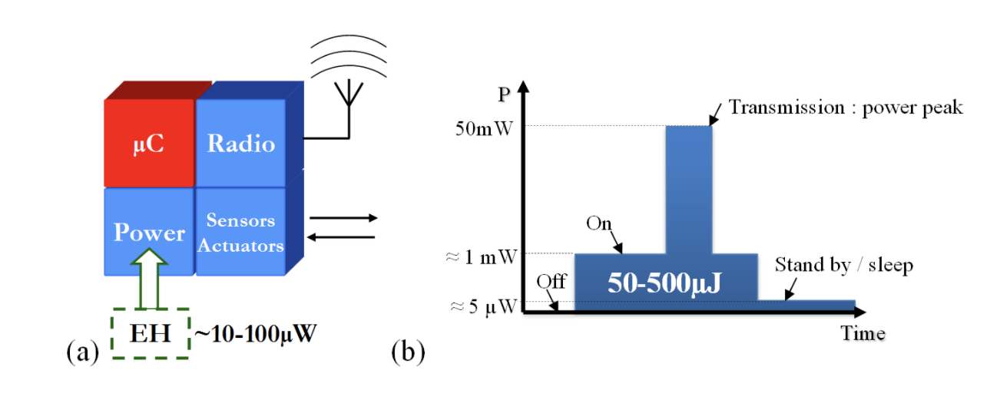 μC
Radio
Power
Sensors
Actuators
EH
~10-100μW
(a)
P
50mW
≈ 1 mW
≈ 5 μW
Transmission : power peak
On
Off
50-500μJ
Stand by / sleep
Time
(b)